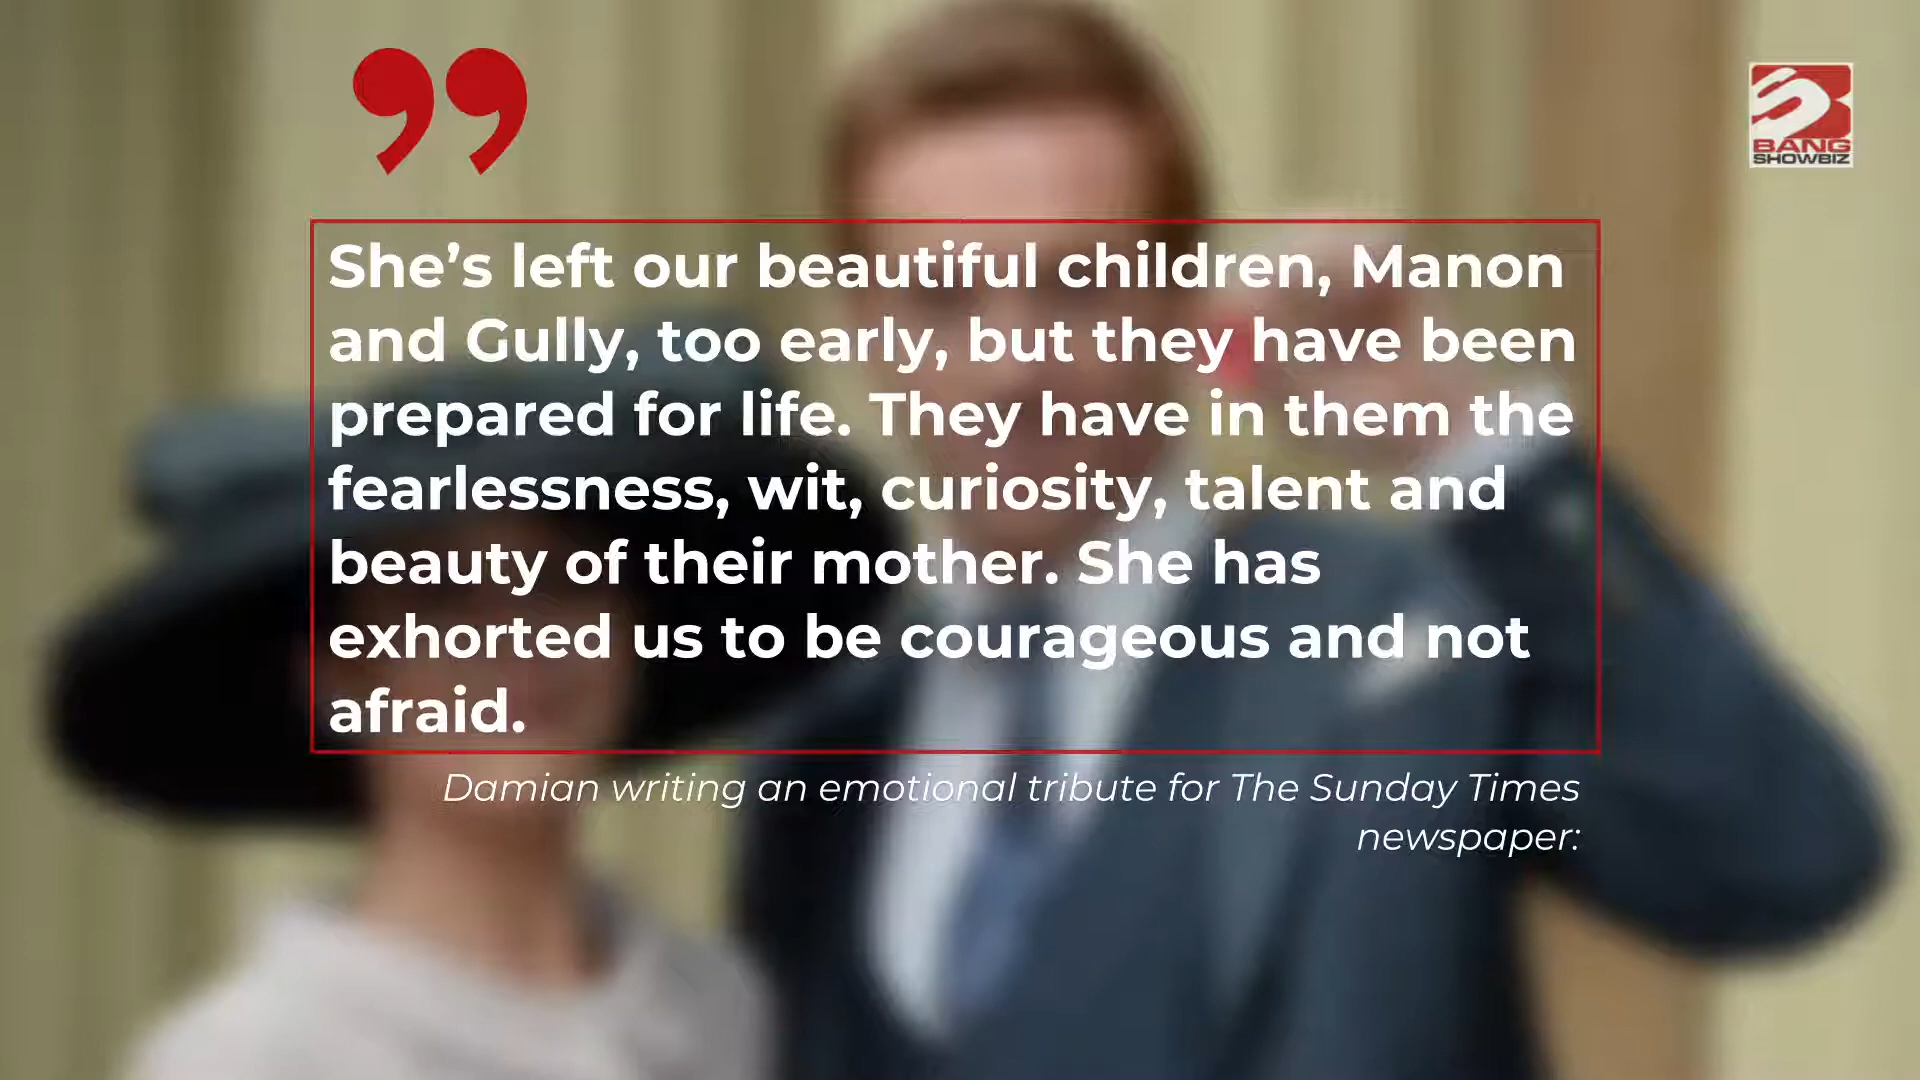 ”
BANG
SHOWBIZ
She’s left our beautiful children, Manon
and Gully, too early, but they have been
prepared for life. They have in them the
fearlessness, wit, curiosity, talent and
beauty of their mother. She has
exhorted us to be courageous and not
afraid.
Damian writing an emotional tribute for The Sunday Times
newspaper: